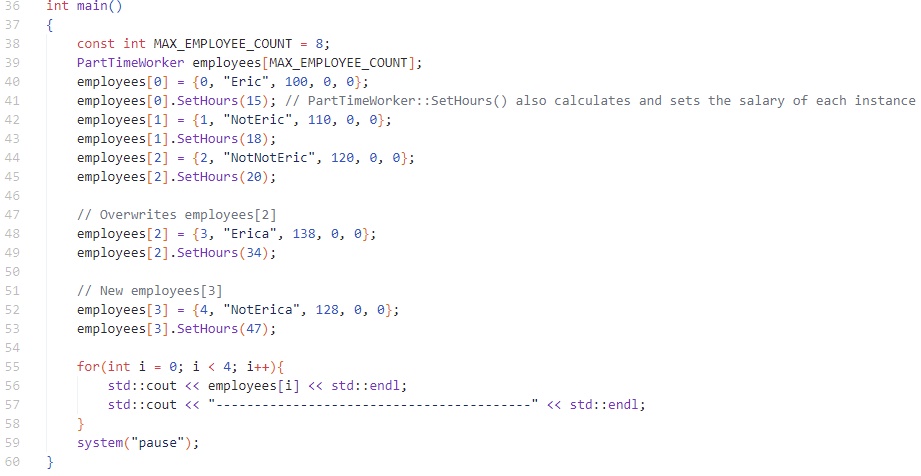 36 int main()
37 {
38 const int MAX_EMPLOYEE_COUNT = 8;
39 PartTimeWorker employees[MAX_EMPLOYEE_COUNT];
40 employees[0] = {0, "Eric", 100, 0, 0};
41 employees[0].SetHours(15); // PartTimeWorker::SetHours() also calculates and sets the salary of each instance
42 employees[1] = {1, "NotEric", 110, 0, 0};
43 employees[1].SetHours(18);
44 employees[2] = {2, "NotNotEric", 120, 0, 0};
45 employees[2].SetHours(20);
46
47 // Overwrites employees[2]
48 employees[2] = {3, "Erica", 138, 0, 0};
49 employees[2].SetHours(34);
50
51 // New employees[3]
52 employees[3] = {4, "NotErica", 128, 0, 0};
53 employees[3].SetHours(47);
54
55 for(int i = 0; i < 4; i++){
56 std::cout << employees[i] << std::endl;
57 std::cout << "-----------------------------------------" << std::endl;
58 }
59 system("pause");
60 }